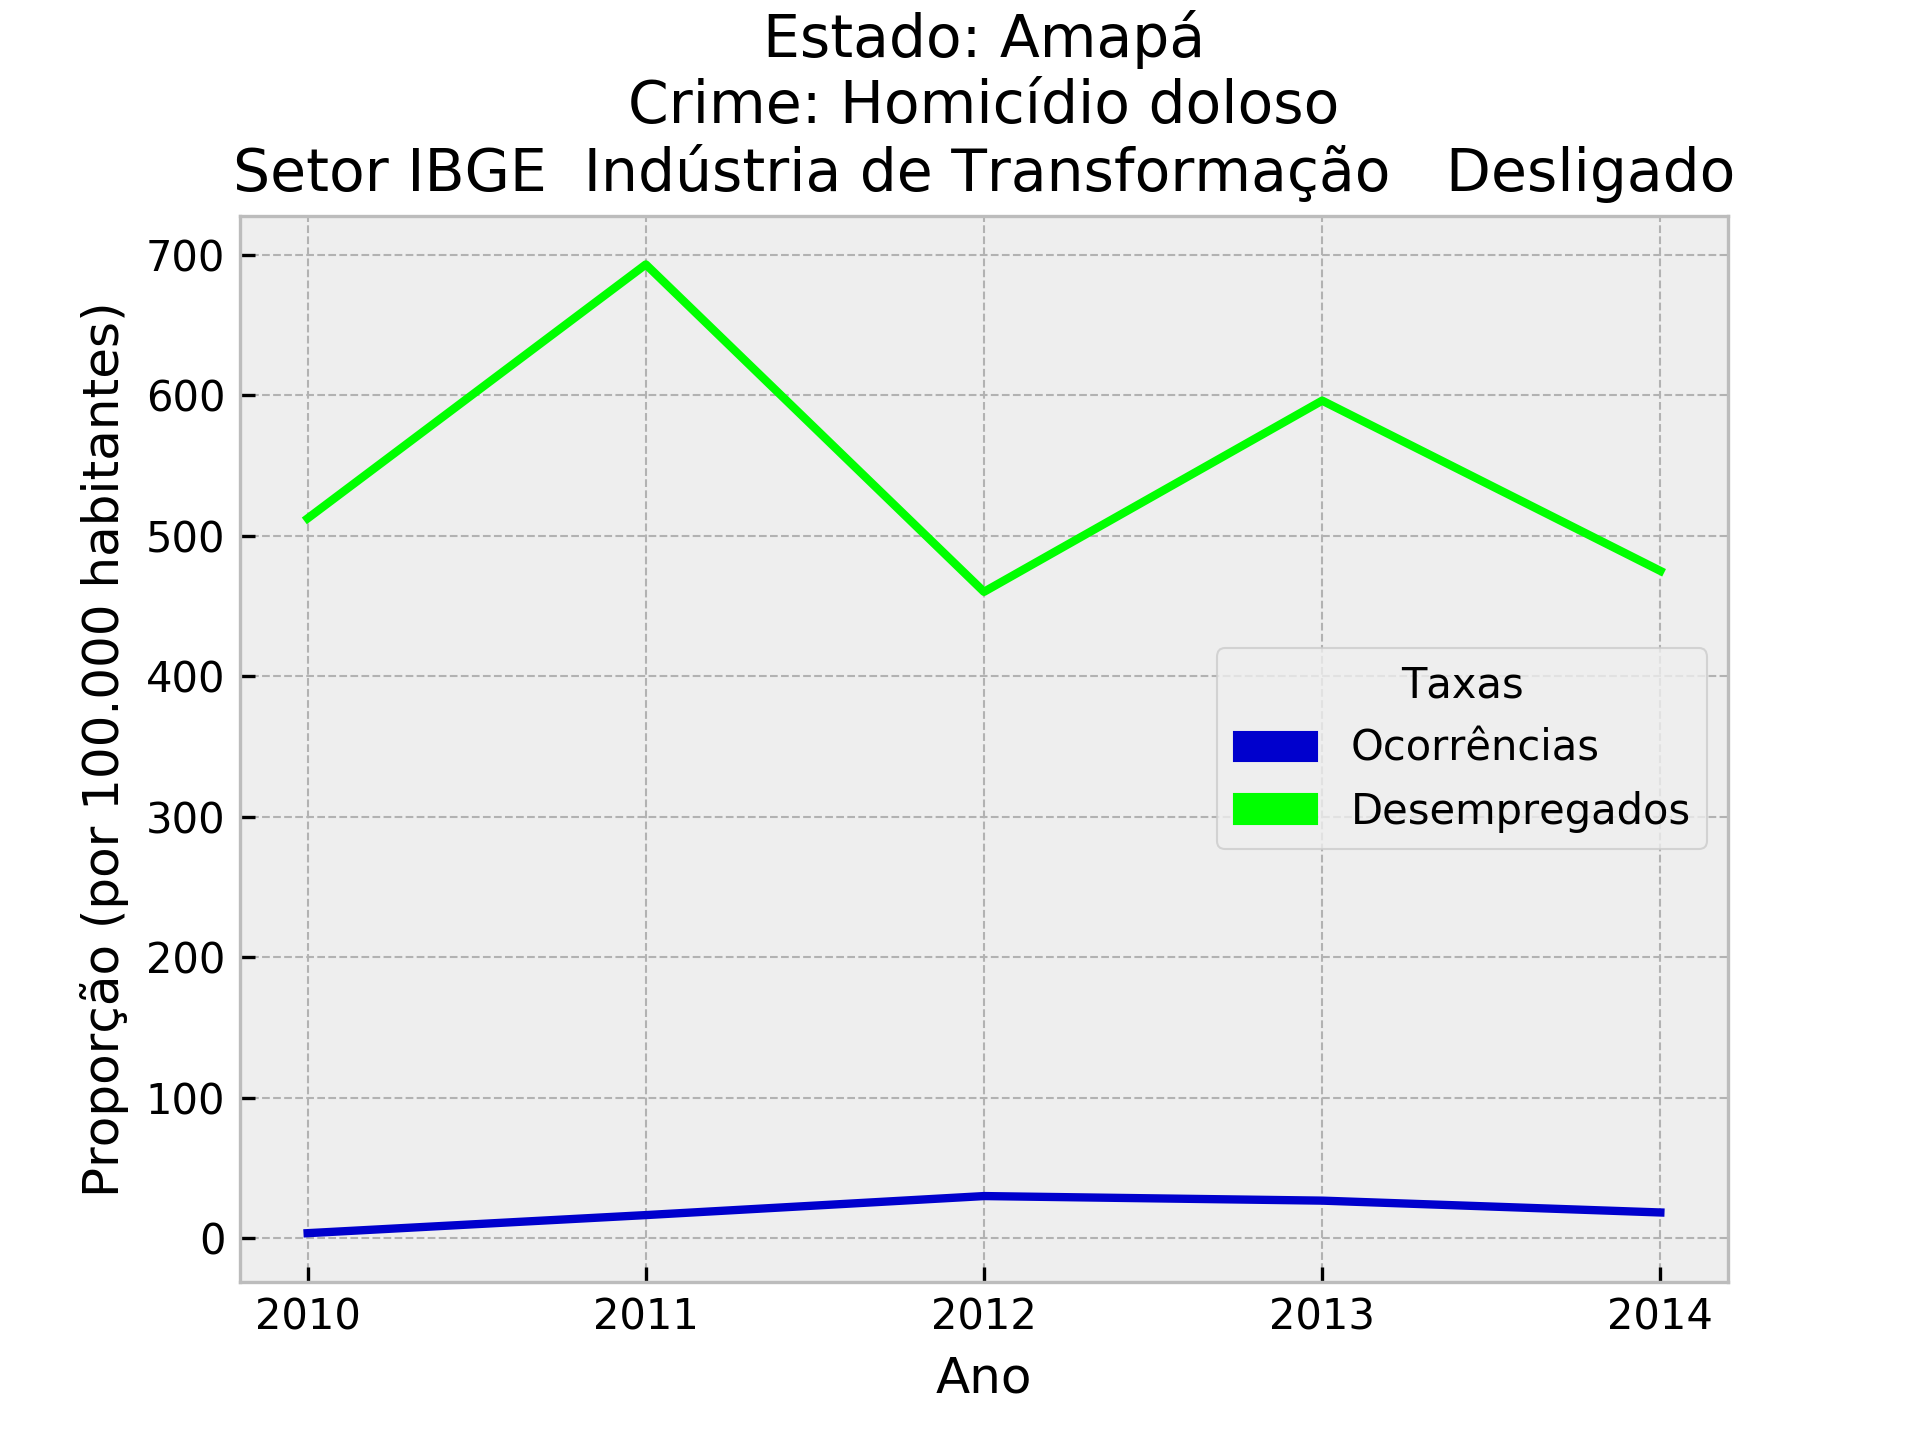 Estado: Amapá
Crime: Homicídio doloso
Setor IBGE  Indústria de Transformação   Desligado
Proporção (por 100.000 habitantes)
700
600
500
400
300
200
100
0
Taxas
Ocorrências
Desempregados
2010 2011 2012 2013 2014
Ano